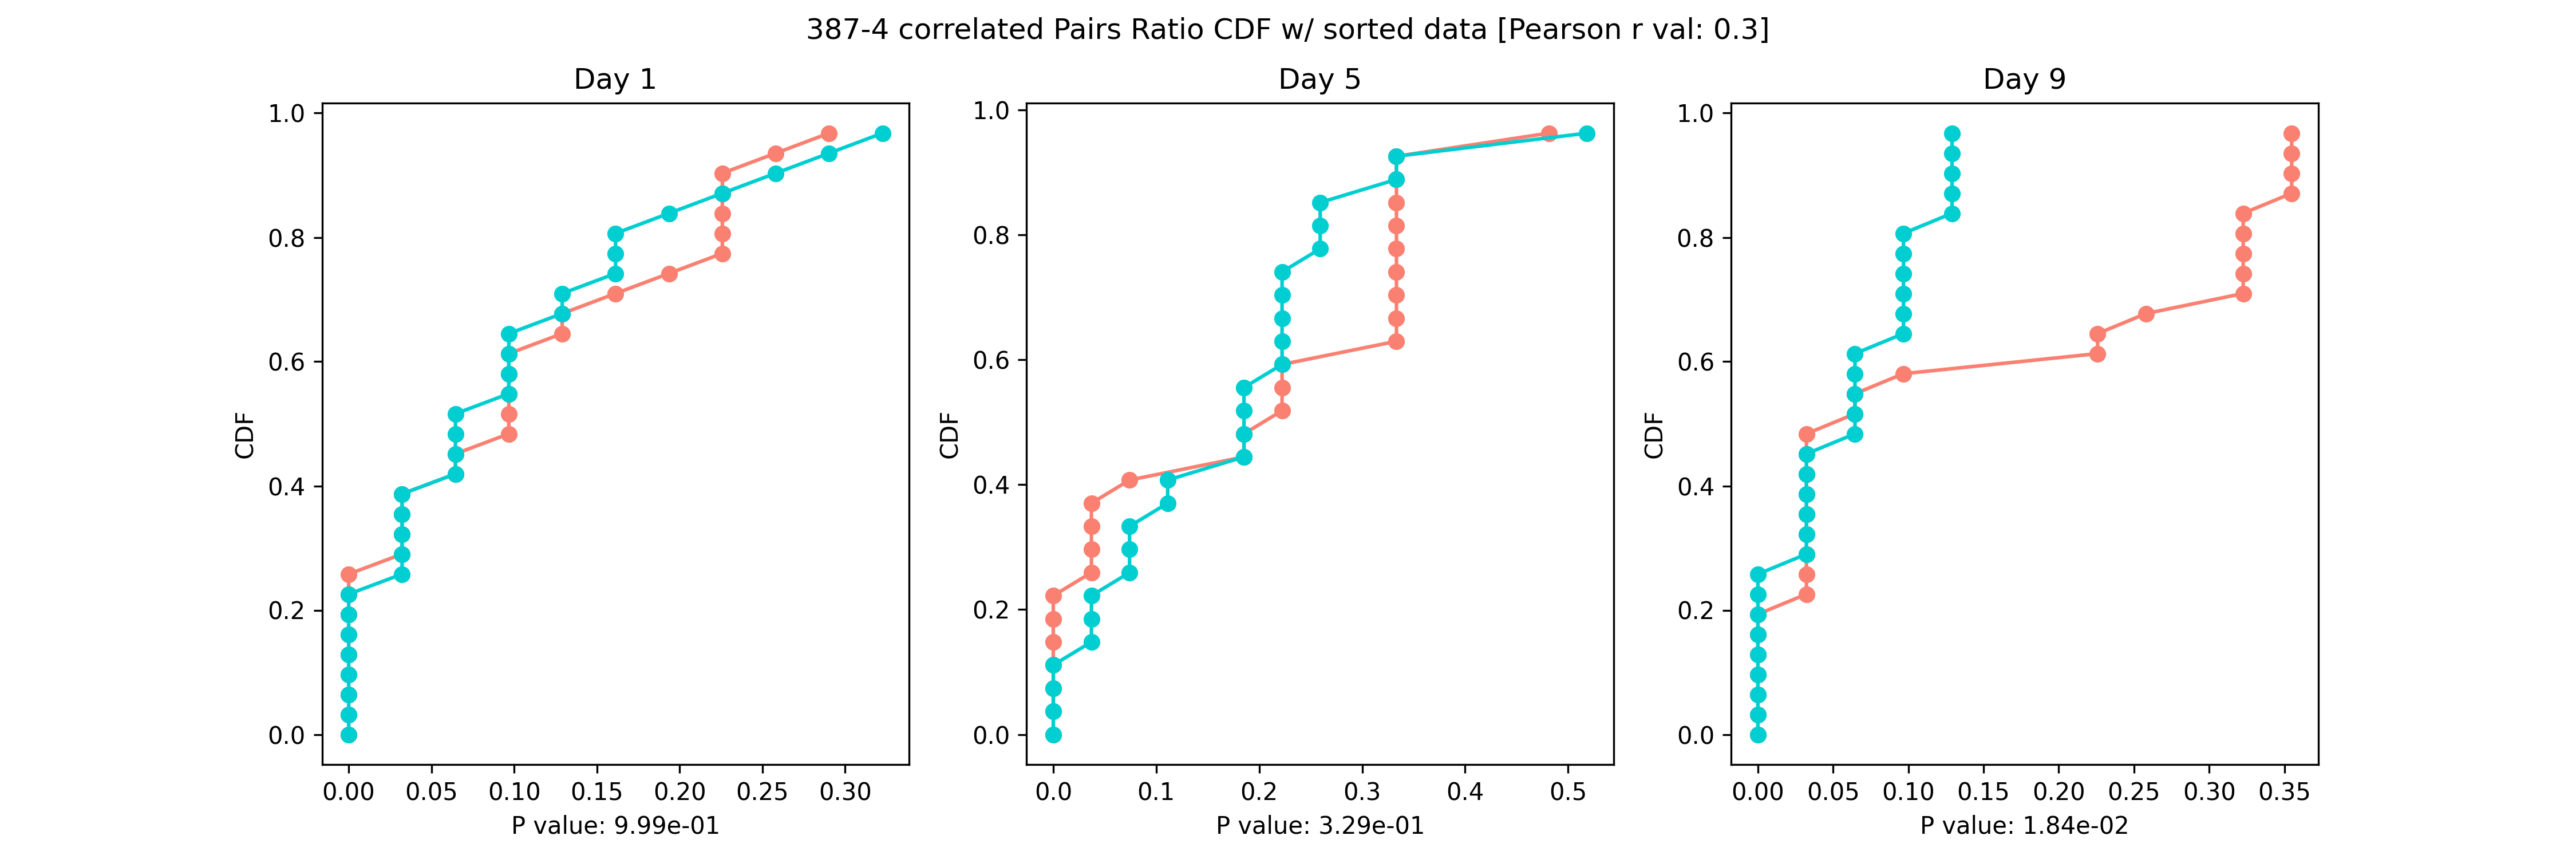 387-4 correlated Pairs Ratio CDF w/ sorted data [Pearson r val: 0.3]
Day 1
1.0
0.8
0.6
0.4
0.2
0.0
CDF
0.00 0.05 0.10 0.15 0.20 0.25 0.30
P value: 9.99e-01
Day 5
1.0
0.8
0.6
0.4
0.2
0.0
CDF
0.0 0.1 0.2 0.3 0.4 0.5
P value: 3.29e-01
Day 9
1.0
0.8
0.6
0.4
0.2
0.0
CDF
0.00 0.05 0.10 0.15 0.20 0.25 0.30 0.35
P value: 1.84e-02